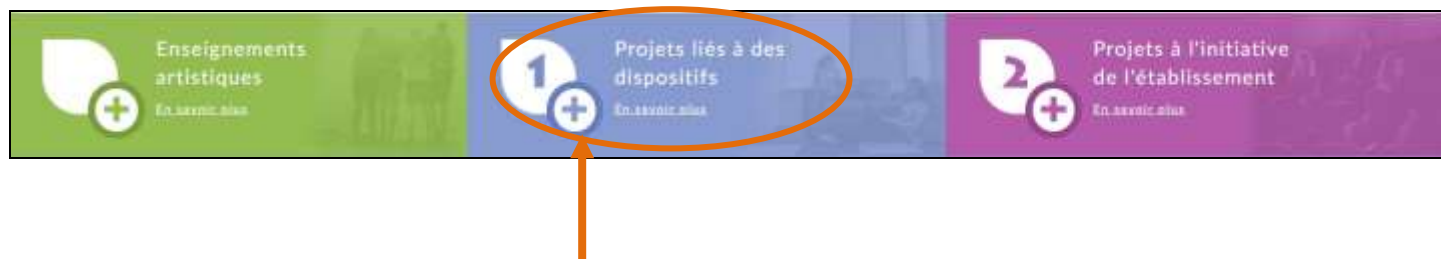 Enseignements
artistiques
En savoir plus
1
Projets liés à des
dispositifs
En savoir plus
2
Projets à l'initiative
de l'établissement
En savoir plus